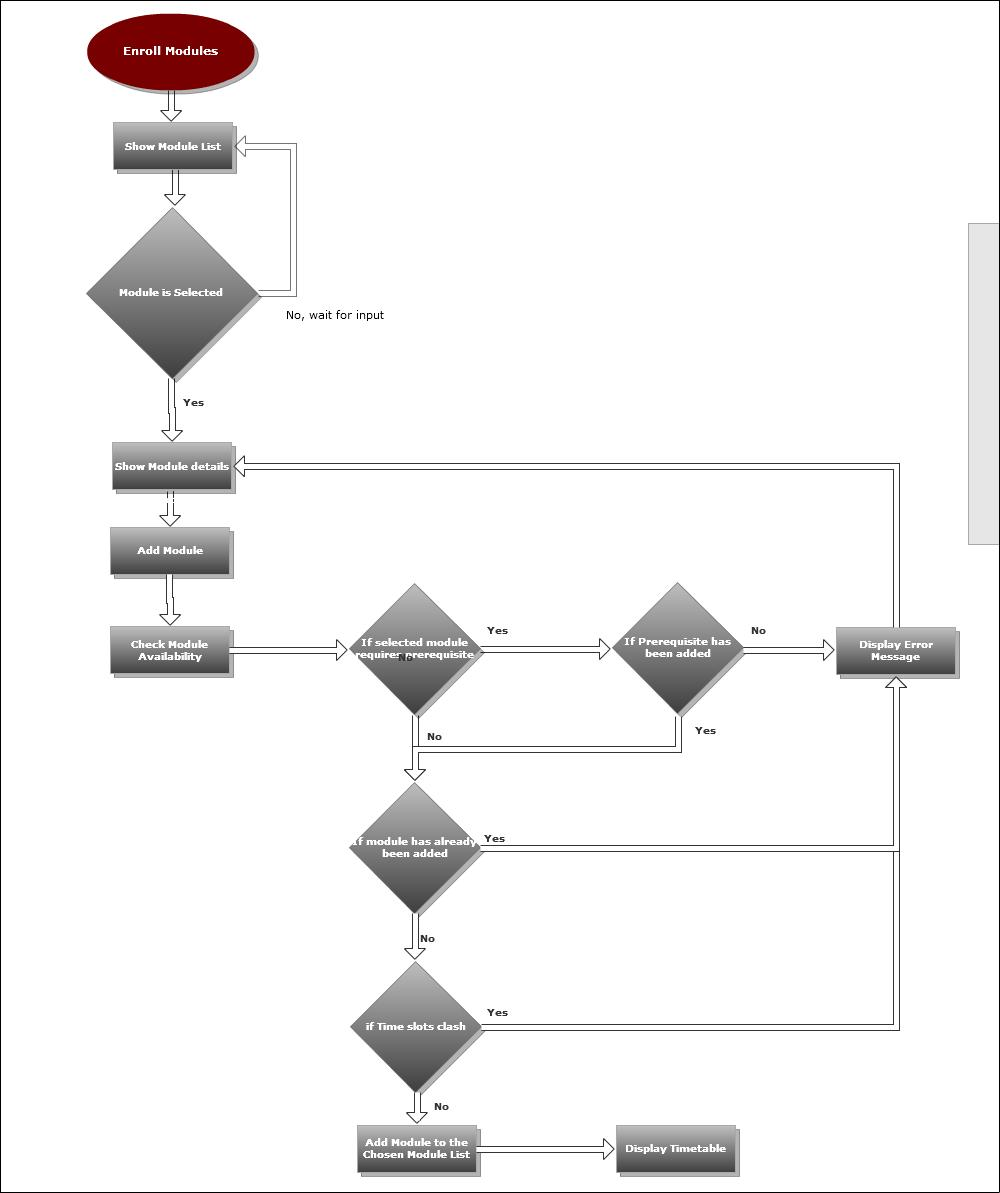 Enroll Modules
Show Module List
Module is Selected
No, wait for input
Yes
Show Module details
Add Module
Check Module
Availability
If selected module
requires prerequisite
No
Yes
If Prerequisite has
been added
No
Display Error
Message
No
Yes
If module has already
been added
Yes
No
if Time slots clash
Yes
No
Add Module to the
Chosen Module List
Display Timetable